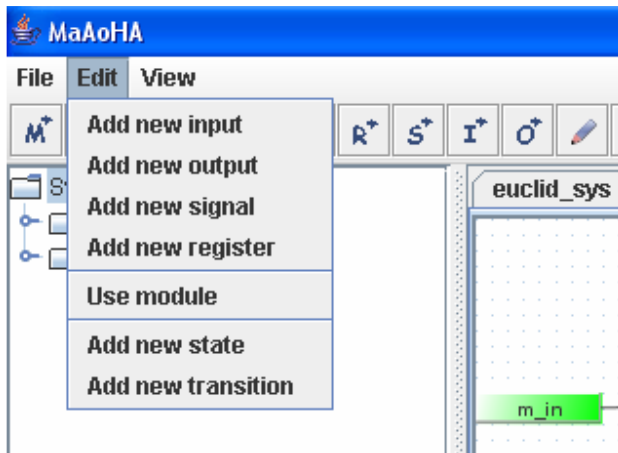 MaAoHA
File Edit View
M+ R+ S+ I+ O+
Add new input
Add new output
Add new signal
Add new register
Use module
Add new state
Add new transition
euclid_sys
m_in